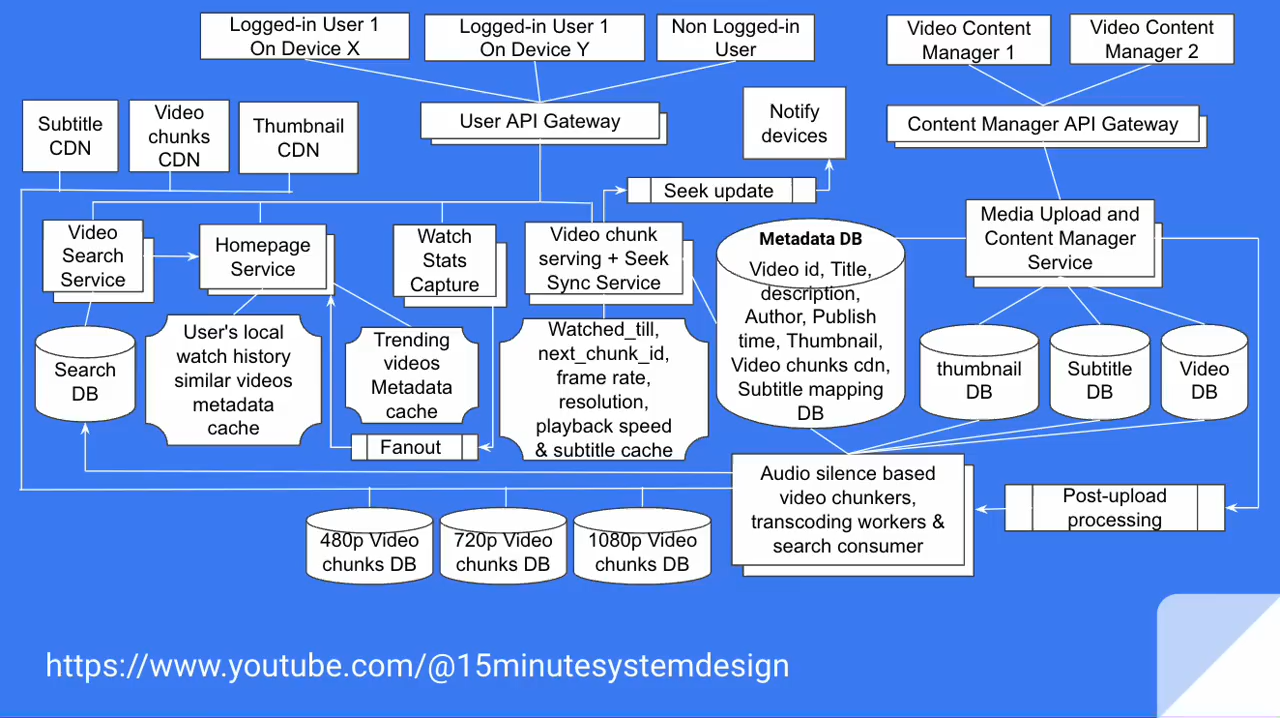 Logged-in User 1
On Device X
Logged-in User 1
On Device Y
Non Logged-in
User
Video Content
Manager 1
Video Content
Manager 2
Subtitle
CDN
Video
chunks
CDN
Thumbnail
CDN
User API Gateway
Notify
devices
Content Manager API Gateway
Seek update
Video
Search
Service
Homepage
Service
Watch
Stats
Capture
Video chunk
serving + Seek
Sync Service
Metadata DB
Video id, Title,
description,
Author, Publish
time, Thumbnail,
Video chunks cdn,
Subtitle mapping
DB
Media Upload and
Content Manager
Service
Search
DB
User's local
watch history
similar videos
metadata
cache
Trending
videos
Metadata
cache
Watched_till,
next_chunk_id,
frame rate,
resolution,
playback speed
& subtitle cache
thumbnail
DB
Subtitle
DB
Video
DB
Fanout
Audio silence based
video chunkers,
transcoding workers &
search consumer
Post-upload
processing
480p Video
chunks DB
720p Video
chunks DB
1080p Video
chunks DB
https://www.youtube.com/@15minutesystemdesign